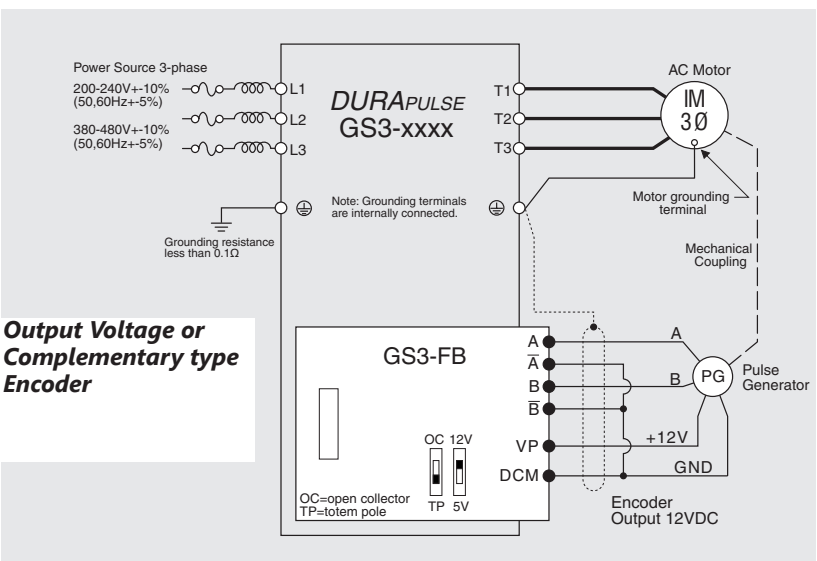 Power Source 3-phase
200-240V+-10%
(50,60Hz+-5%)
380-480V+-10%
(50,60Hz+-5%)
L1
L2
L3
DURAPULSE
GS3-xxxx
T1
T2
T3
AC Motor
IM
3Ø
Note: Grounding terminals
are internally connected.
Grounding resistance
less than 0.1Ω
Motor grounding
terminal
Mechanical
Coupling
Output Voltage or
Complementary type
Encoder
GS3-FB
A
A̅
B
B̅
VP
DCM
OC 12V
TP 5V
OC=open collector
TP=totem pole
A
B
+12V
GND
PG
Pulse
Generator
Encoder
Output 12VDC